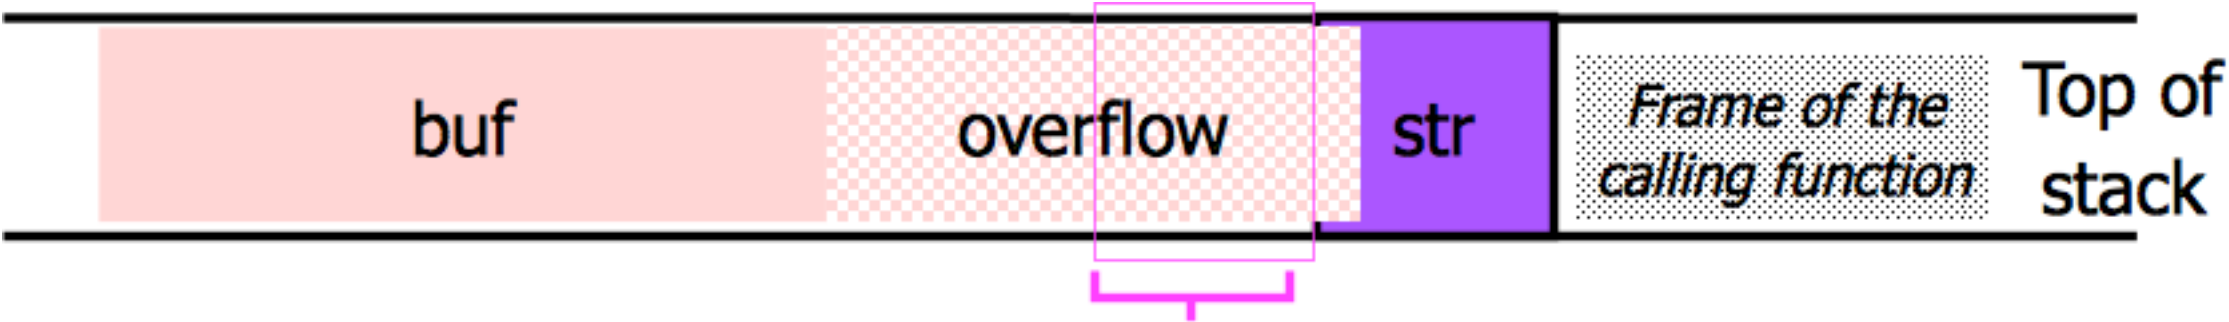 buf
overflow
str
Frame of the
calling function
Top of
stack